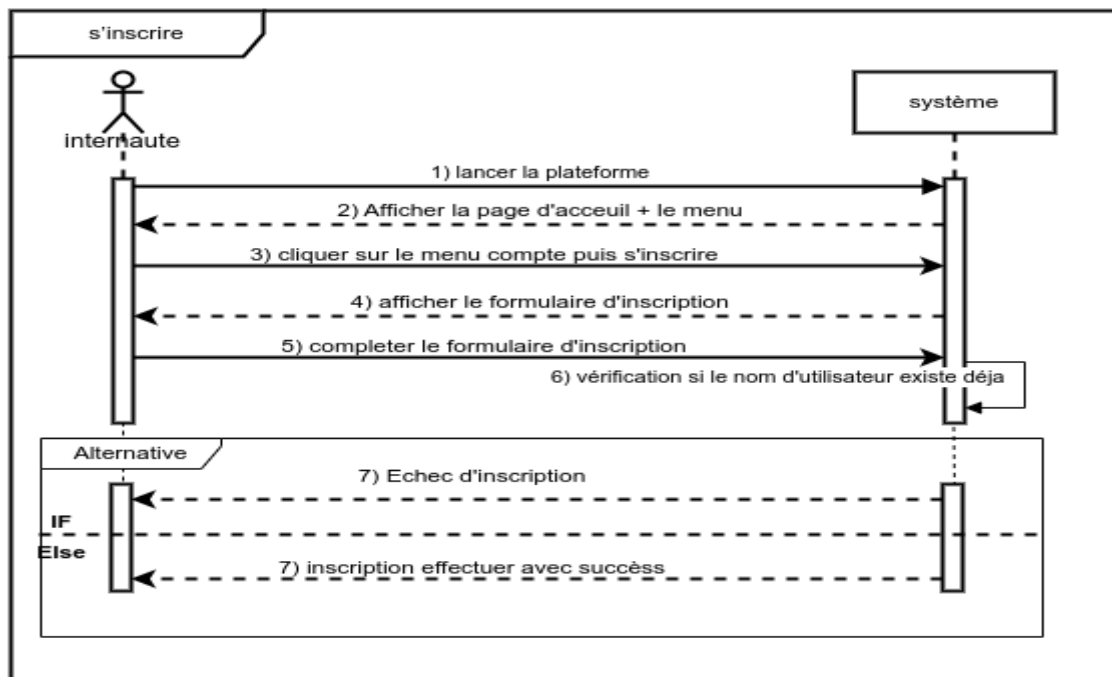 s'inscrire
internaute
système
1) lancer la plateforme
2) Afficher la page d'acceuil + le menu
3) cliquer sur le menu compte puis s'inscrire
4) afficher le formulaire d'inscription
5) completer le formulaire d'inscription
6) vérification si le nom d'utilisateur existe déja
Alternative
7) Echec d'inscription
IF
Else
7) inscription effectuer avec succèss